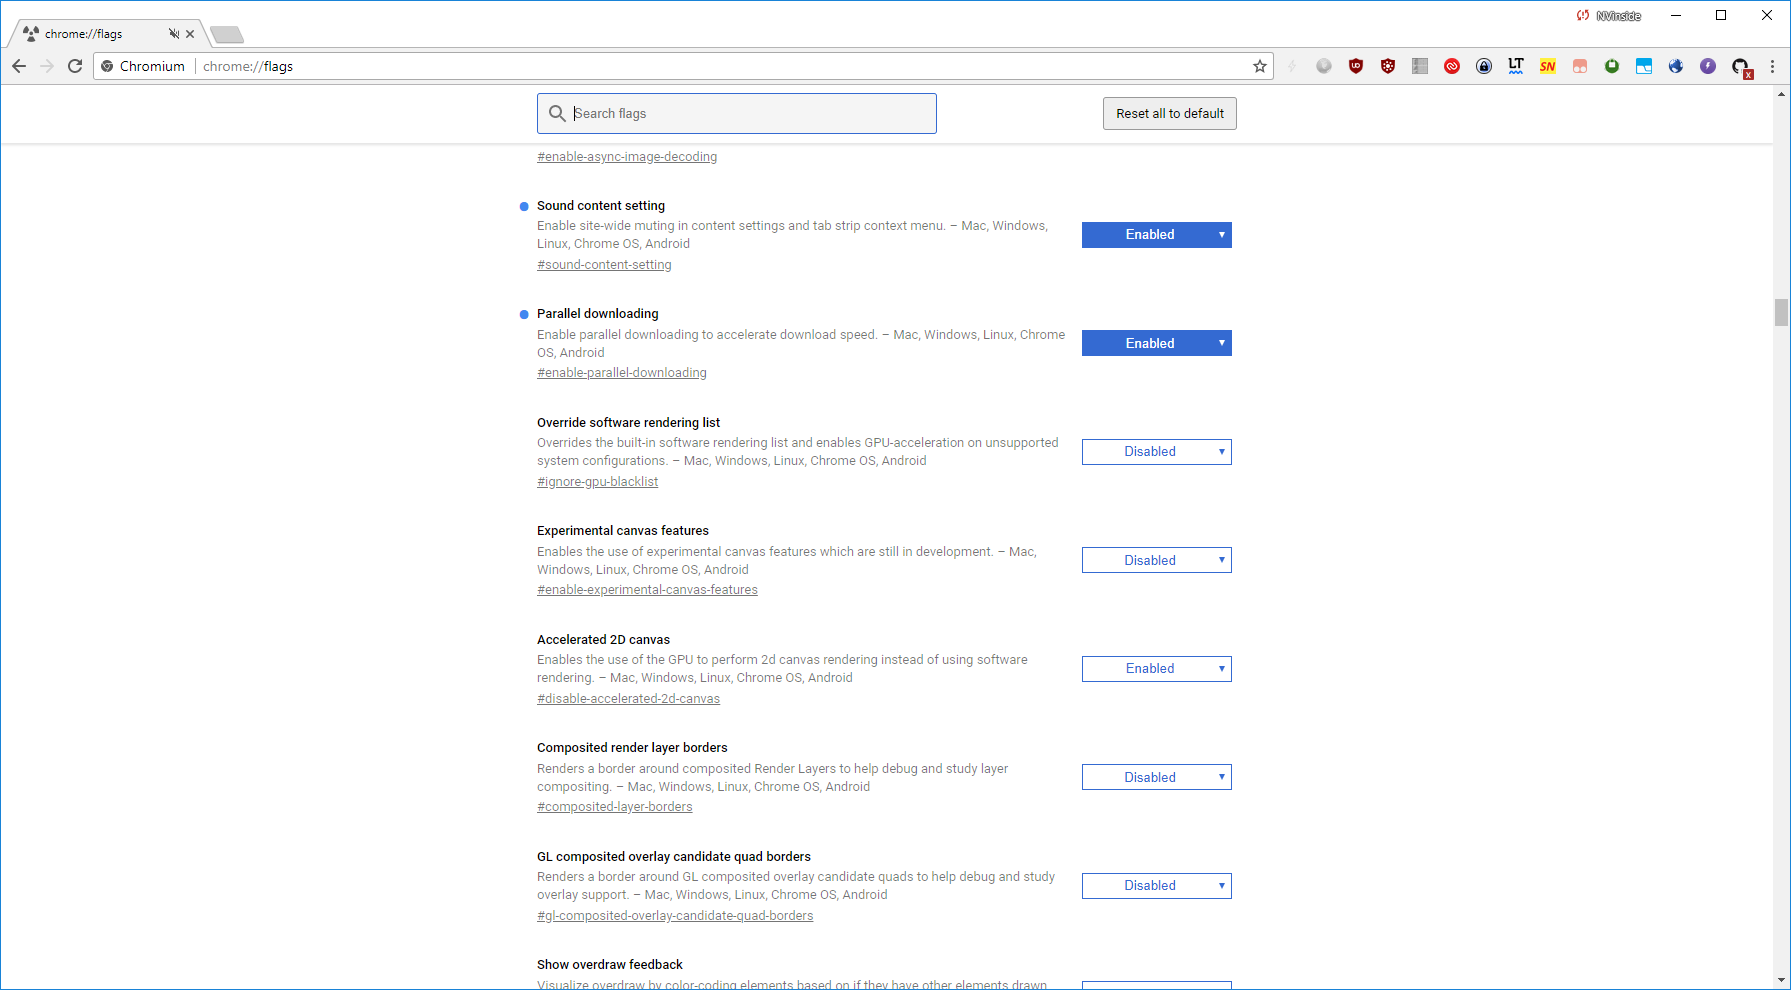 NVinside
chrome://flags
Chromium chrome://flags
LT
SN
x
Search flags
Reset all to default
#enable-async-image-decoding
Sound content setting
Enable site-wide muting in content settings and tab strip context menu. – Mac, Windows,
Linux, Chrome OS, Android
#sound-content-setting
Enabled
Parallel downloading
Enable parallel downloading to accelerate download speed. – Mac, Windows, Linux, Chrome
OS, Android
#enable-parallel-downloading
Enabled
Override software rendering list
Overrides the built-in software rendering list and enables GPU-acceleration on unsupported
system configurations. – Mac, Windows, Linux, Chrome OS, Android
#ignore-gpu-blacklist
Disabled
Experimental canvas features
Enables the use of experimental canvas features which are still in development. – Mac,
Windows, Linux, Chrome OS, Android
#enable-experimental-canvas-features
Disabled
Accelerated 2D canvas
Enables the use of the GPU to perform 2d canvas rendering instead of using software
rendering. – Mac, Windows, Linux, Chrome OS, Android
#disable-accelerated-2d-canvas
Enabled
Composited render layer borders
Renders a border around composited Render Layers to help debug and study layer
compositing. – Mac, Windows, Linux, Chrome OS, Android
#composited-layer-borders
Disabled
GL composited overlay candidate quad borders
Renders a border around GL composited overlay candidate quads to help debug and study
overlay support. – Mac, Windows, Linux, Chrome OS, Android
#gl-composited-overlay-candidate-quad-borders
Disabled
Show overdraw feedback
Visualize overdraw by color-coding elements based on if they have other elements drawn